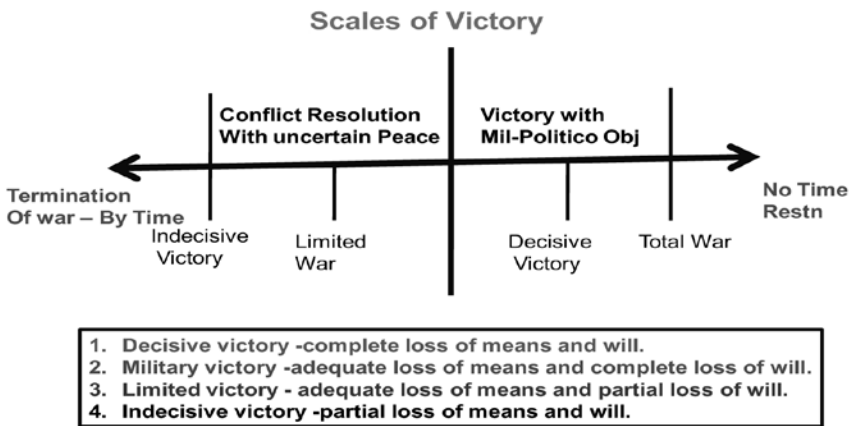 Scales of Victory
Conflict Resolution
With uncertain Peace
Victory with
Mil-Politico Obj
Termination
Of war – By Time
No Time
Restn
Indecisive
Victory
Limited
War
Decisive
Victory
Total War
1. Decisive victory -complete loss of means and will.
2. Military victory -adequate loss of means and complete loss of will.
3. Limited victory - adequate loss of means and partial loss of will.
4. Indecisive victory -partial loss of means and will.